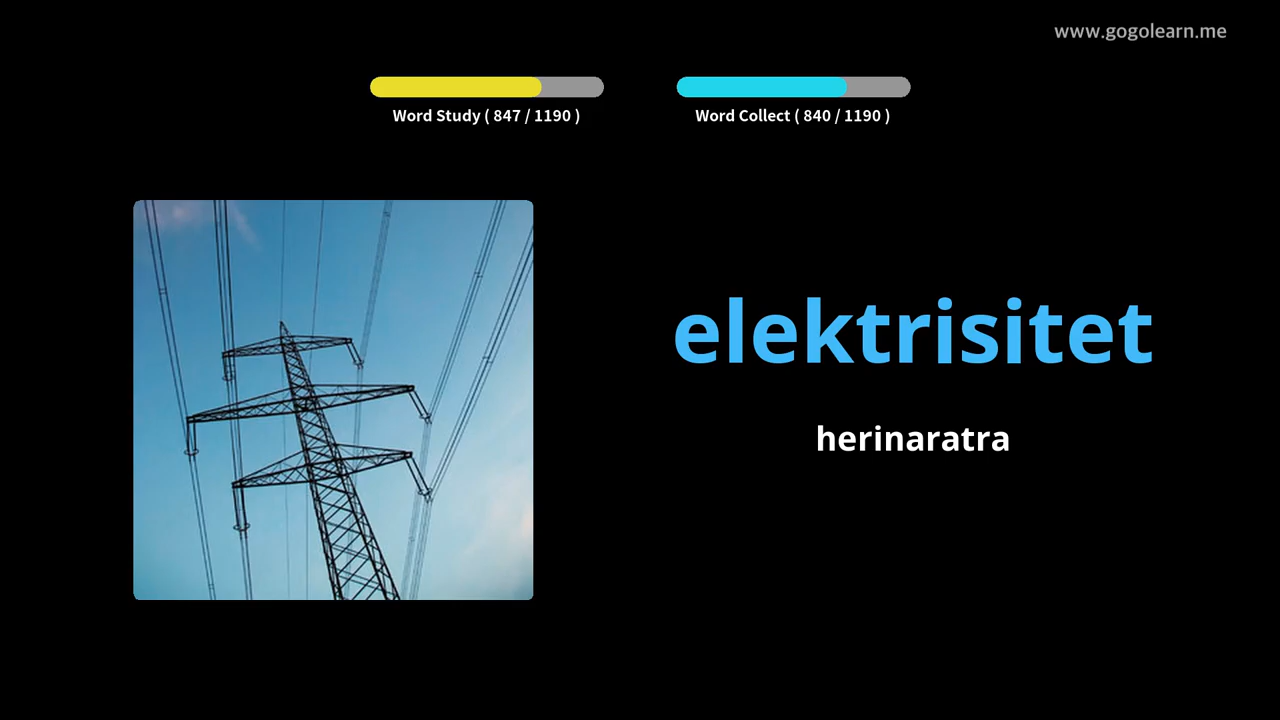 www.gogolearn.me
Word Study ( 847 / 1190 )
Word Collect ( 840 / 1190 )
elektrisitet
herinaratra